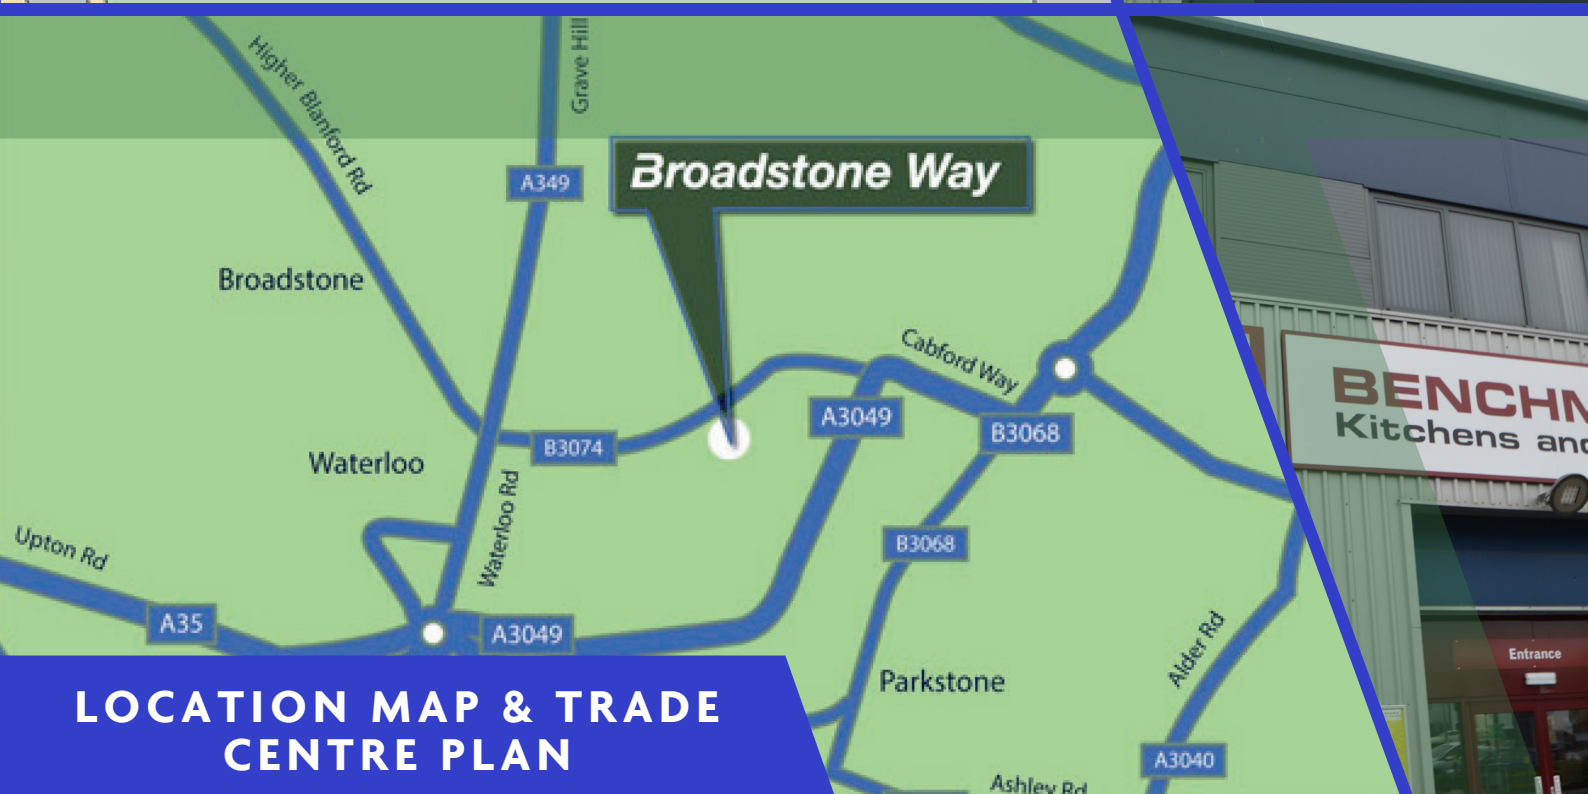 Higher Blanford Rd
Grave Hill
A349
Broadstone Way
Broadstone
Cabford Way
A3049
B3068
B3074
Waterloo
Waterloo Rd
Upton Rd
B3068
A35
A3049
Alder Rd
Parkstone
A3040
Ashley Rd
LOCATION MAP & TRADE
CENTRE PLAN
BENCHM
Kitchens and
Entrance